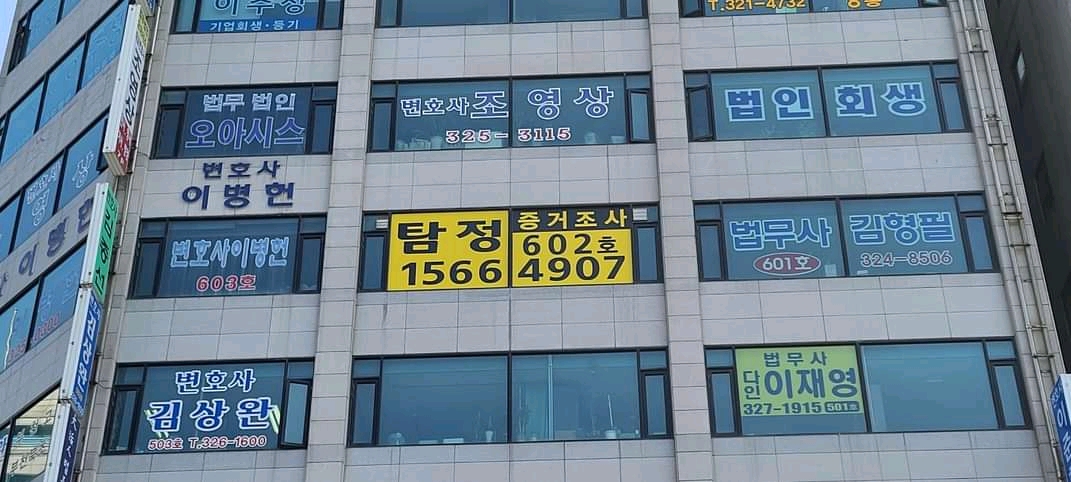 이수정
기업회생·등기
T.321-4732
법무법인
오아시스
변호사조영상
325-3115
법인회생
변호사
이병헌
변호사이병헌
603호
탐정
1566
증거조사
602호
4907
법무사
601호
김형필
324-8506
변호사
김상완
503호 T.326-1600
법무사
다인이재영
327-1915 501호